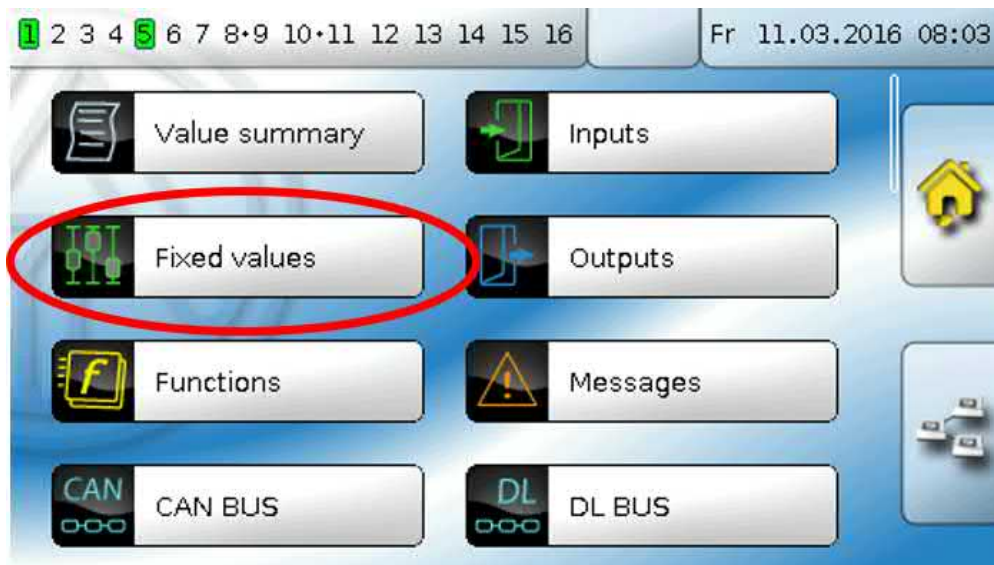 1 2 3 4 5 6 7 8•9 10•11 12 13 14 15 16 Fr 11.03.2016 08:03
Value summary Inputs
Fixed values Outputs
f Functions Messages
CAN CAN BUS DL DL BUS